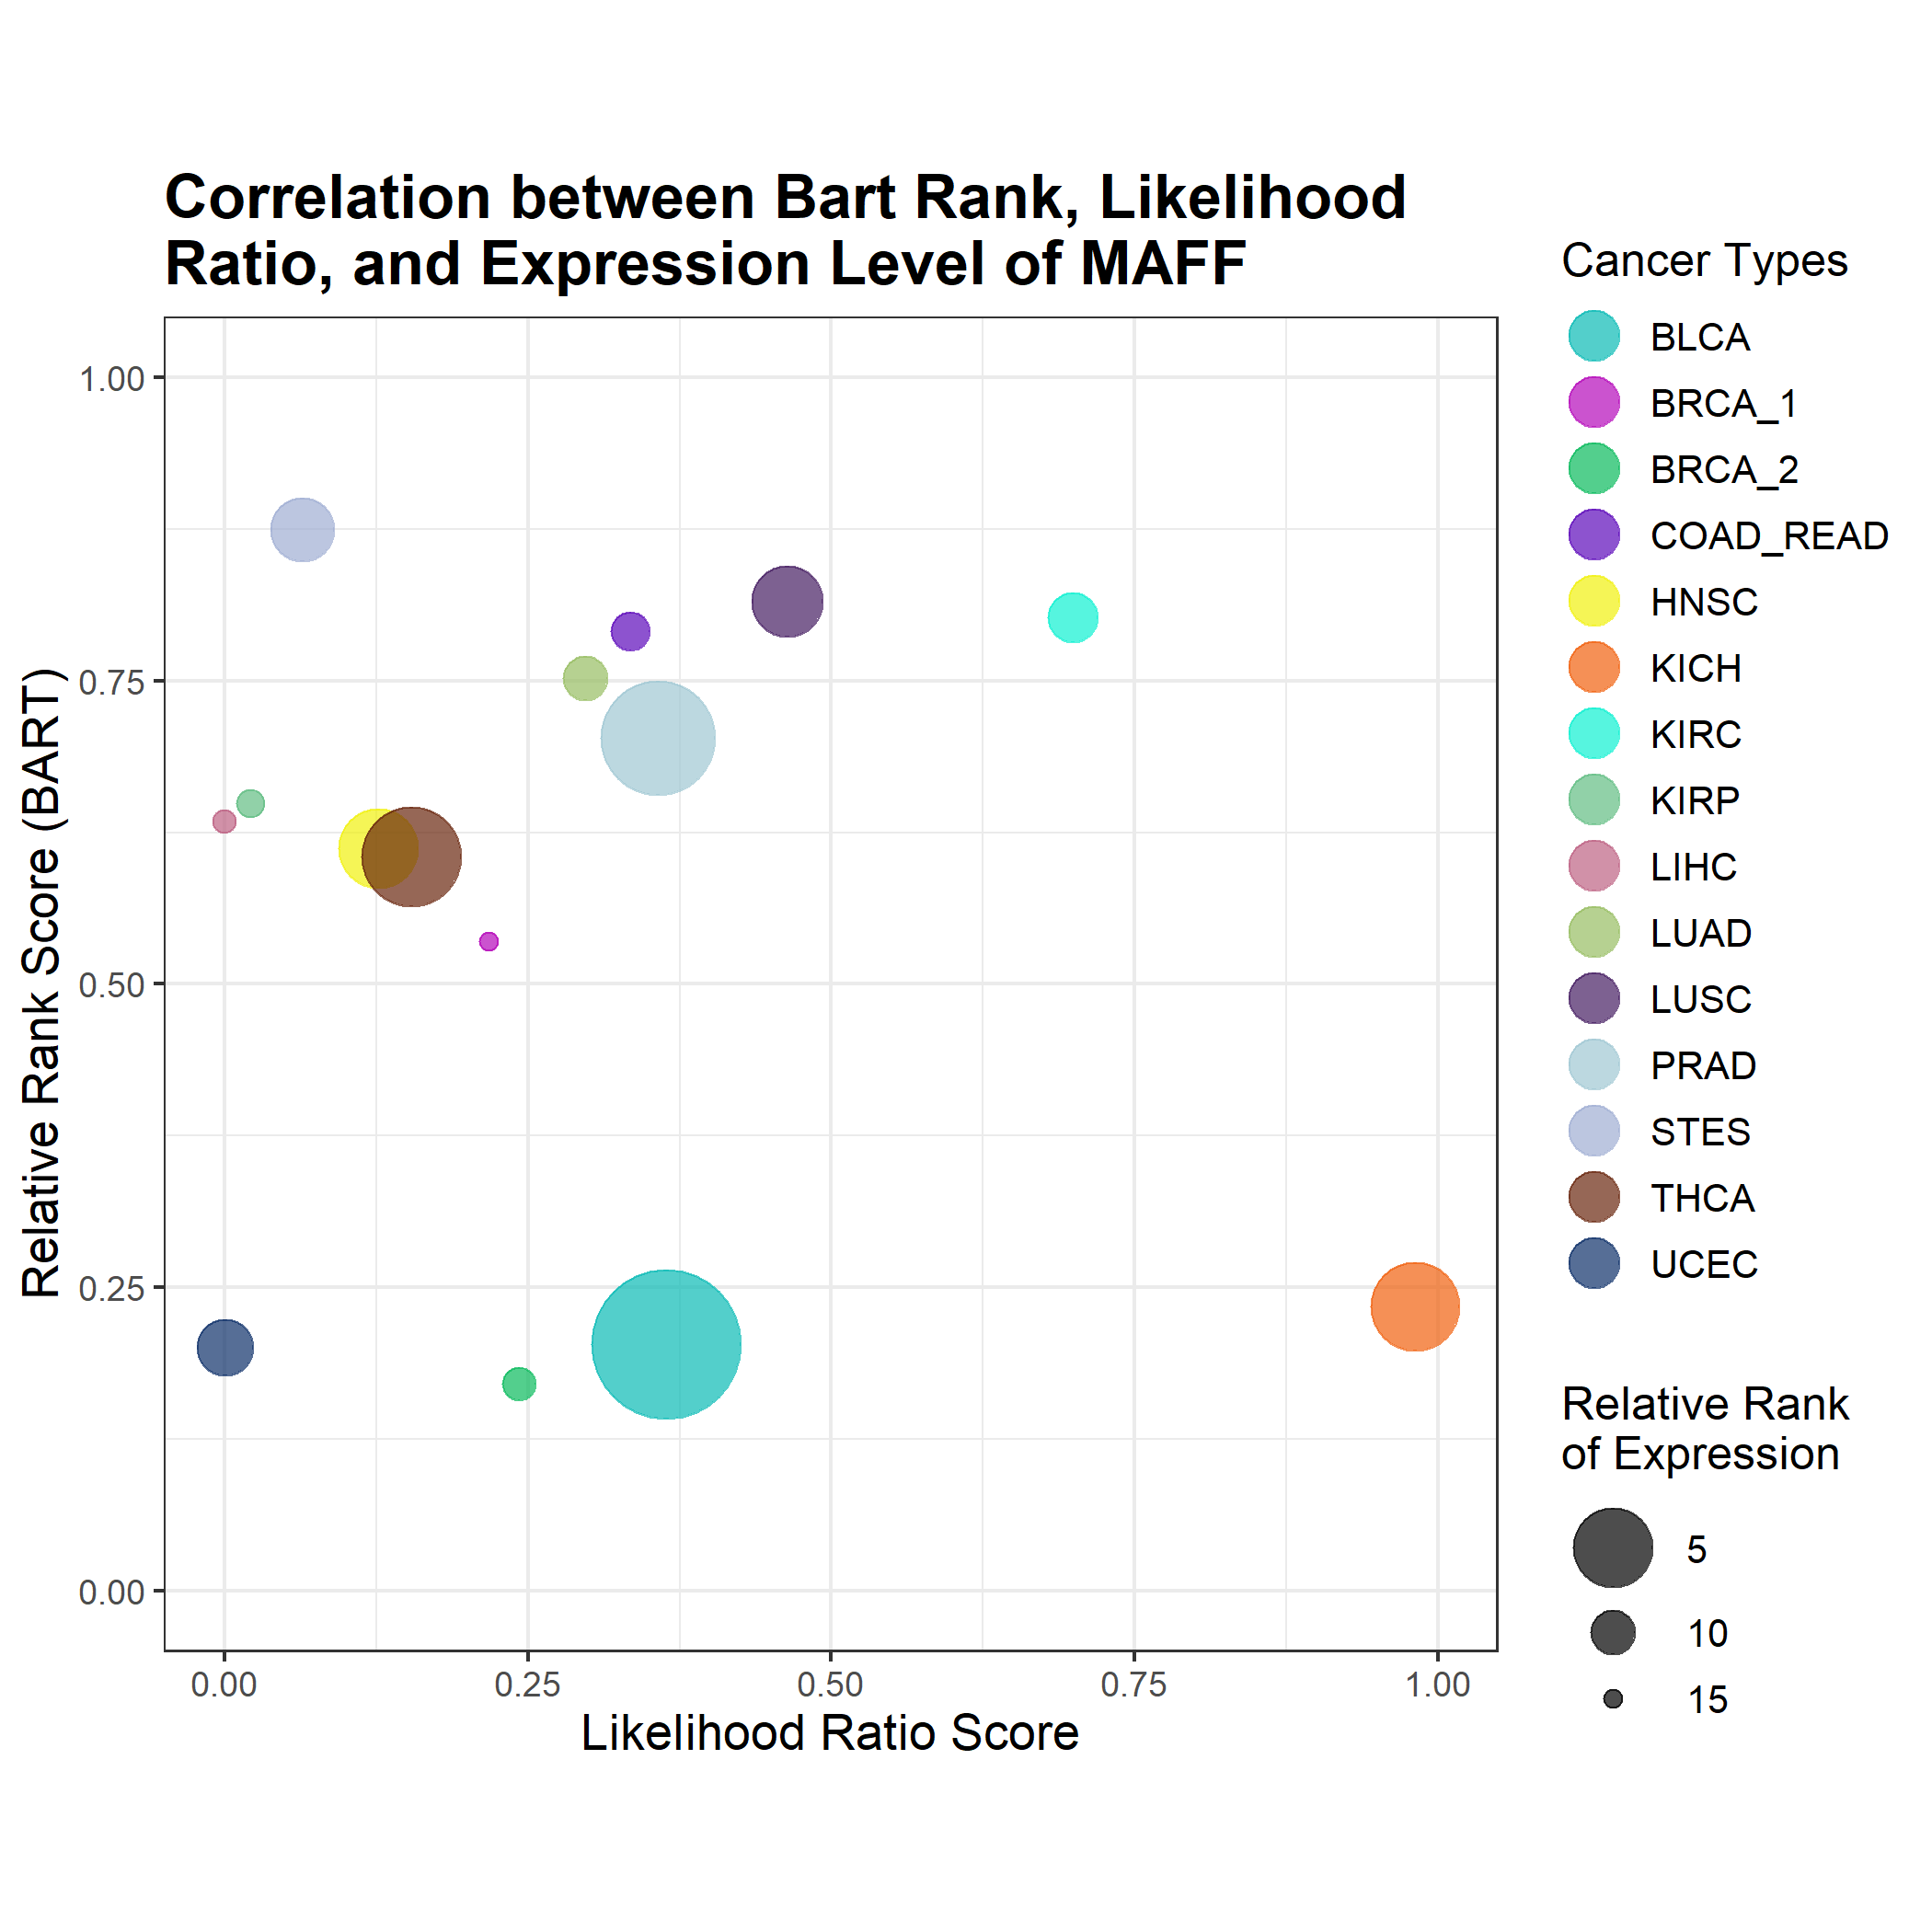 Correlation between Bart Rank, Likelihood
Ratio, and Expression Level of MAFF
Relative Rank Score (BART)
1.00
0.75
0.50
0.25
0.00
0.00
0.25
0.50
0.75
1.00
Likelihood Ratio Score
Cancer Types
BLCA
BRCA_1
BRCA_2
COAD_READ
HNSC
KICH
KIRC
KIRP
LIHC
LUAD
LUSC
PRAD
STES
THCA
UCEC
Relative Rank
of Expression
5
10
15